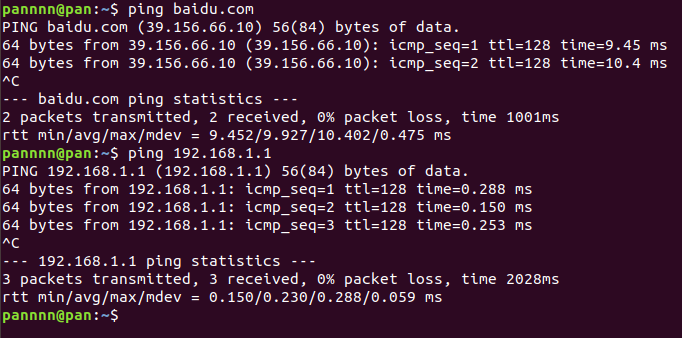 pannnn@pan:~$ ping baidu.com
PING baidu.com (39.156.66.10) 56(84) bytes of data.
64 bytes from 39.156.66.10 (39.156.66.10): icmp_seq=1 ttl=128 time=9.45 ms
64 bytes from 39.156.66.10 (39.156.66.10): icmp_seq=2 ttl=128 time=10.4 ms
^C
--- baidu.com ping statistics ---
2 packets transmitted, 2 received, 0% packet loss, time 1001ms
rtt min/avg/max/mdev = 9.452/9.927/10.402/0.475 ms
pannnn@pan:~$ ping 192.168.1.1
PING 192.168.1.1 (192.168.1.1) 56(84) bytes of data.
64 bytes from 192.168.1.1: icmp_seq=1 ttl=128 time=0.288 ms
64 bytes from 192.168.1.1: icmp_seq=2 ttl=128 time=0.150 ms
64 bytes from 192.168.1.1: icmp_seq=3 ttl=128 time=0.253 ms
^C
--- 192.168.1.1 ping statistics ---
3 packets transmitted, 3 received, 0% packet loss, time 2028ms
rtt min/avg/max/mdev = 0.150/0.230/0.288/0.059 ms
pannnn@pan:~$